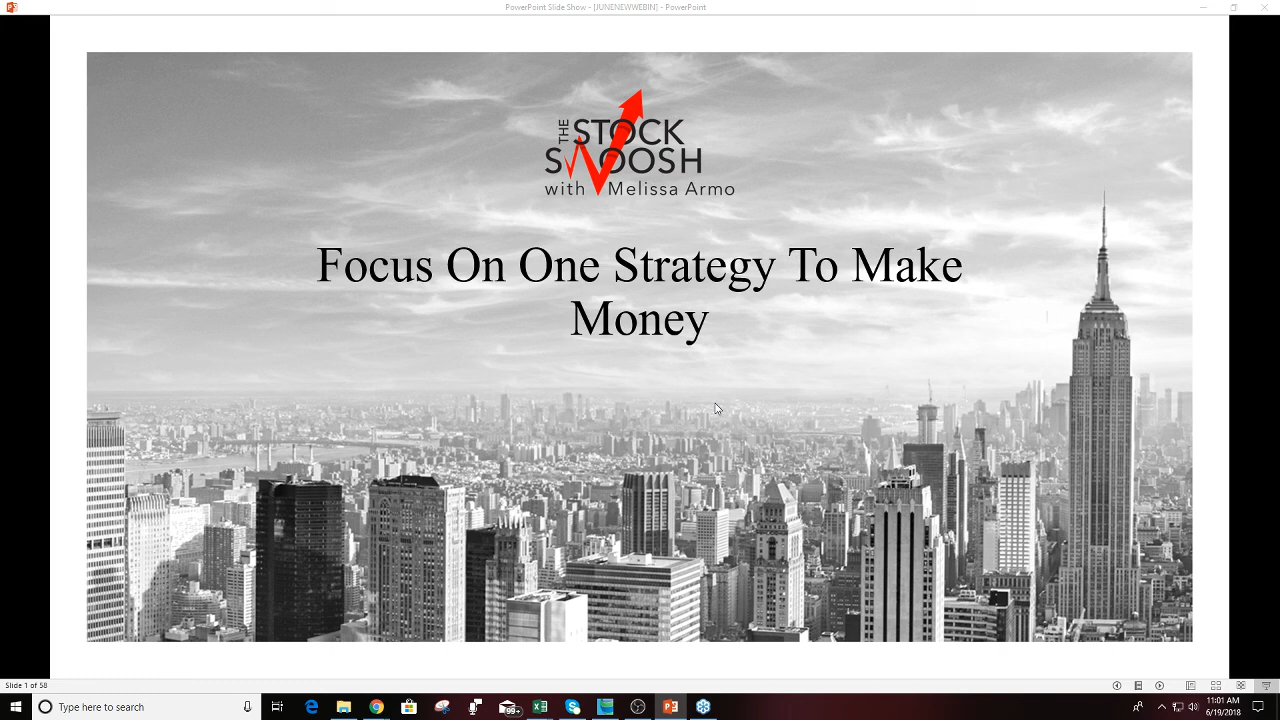 PowerPoint Slide Show - [JUNENEWWEBIN] - PowerPoint
THE STOCK
SWOOSH
with Melissa Armo
Focus On One Strategy To Make
Money
Slide 1 of 58
Type here to search
99+
11:01 AM
6/19/2018